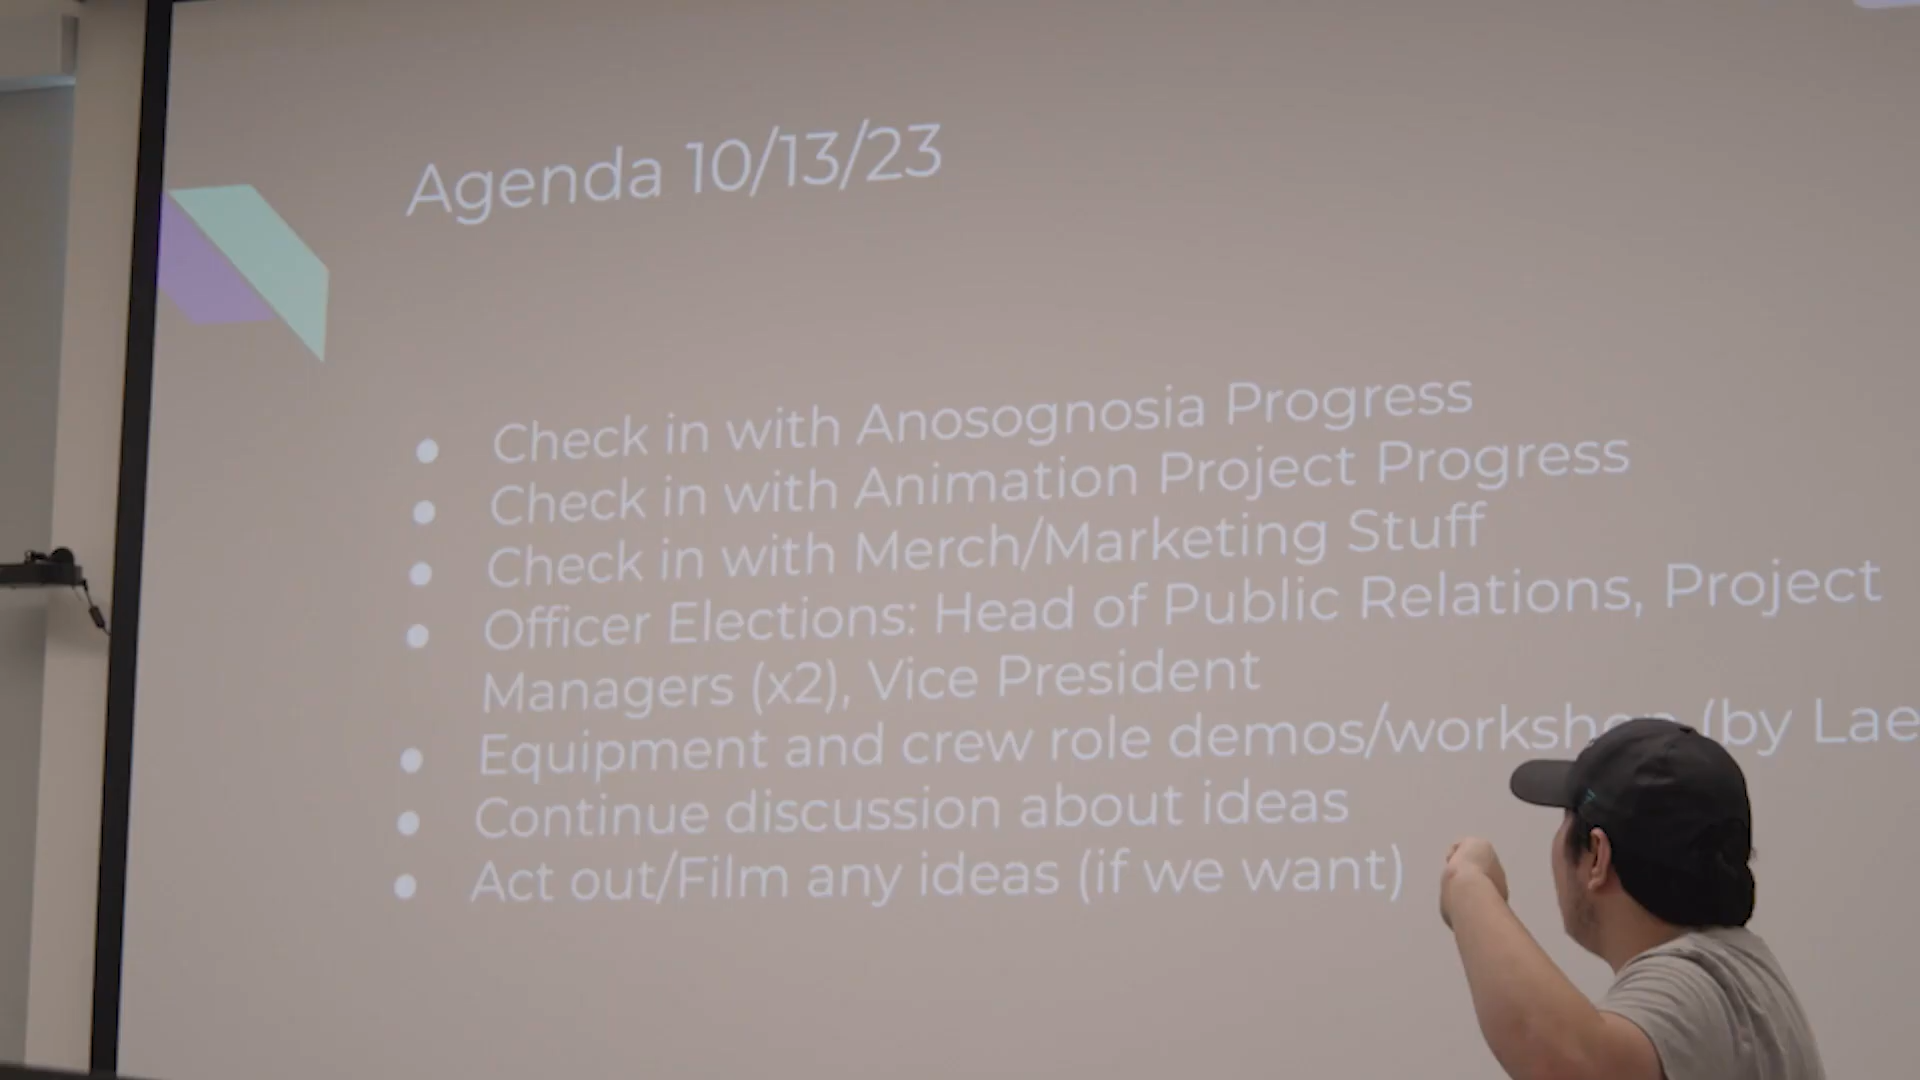 Agenda 10/13/23
Check in with Anosognosia Progress
Check in with Animation Project Progress
Check in with Merch/Marketing Stuff
Officer Elections: Head of Public Relations, Project
Managers (x2), Vice President
Equipment and crew role demos/workshop (by
Continue discussion about ideas
Act out/Film any ideas (if we want)